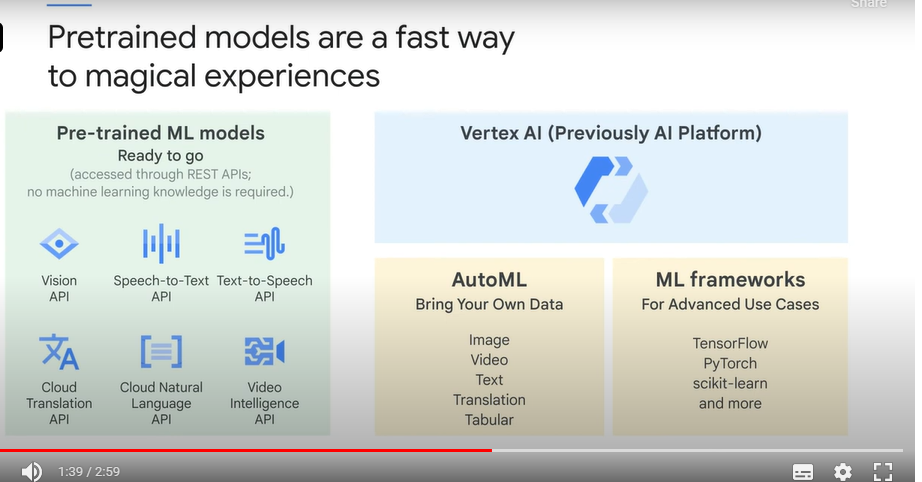 Share
Pretrained models are a fast way
to magical experiences
Pre-trained ML models
Ready to go
(accessed through REST APIs;
no machine learning knowledge is required.)
Vision
API
Speech-to-Text
API
Text-to-Speech
API
Cloud
Translation
API
Cloud Natural
Language
API
Video
Intelligence
API
Vertex AI (Previously AI Platform)
AutoML
Bring Your Own Data
Image
Video
Text
Translation
Tabular
ML frameworks
For Advanced Use Cases
TensorFlow
PyTorch
scikit-learn
and more
1:39 / 2:59